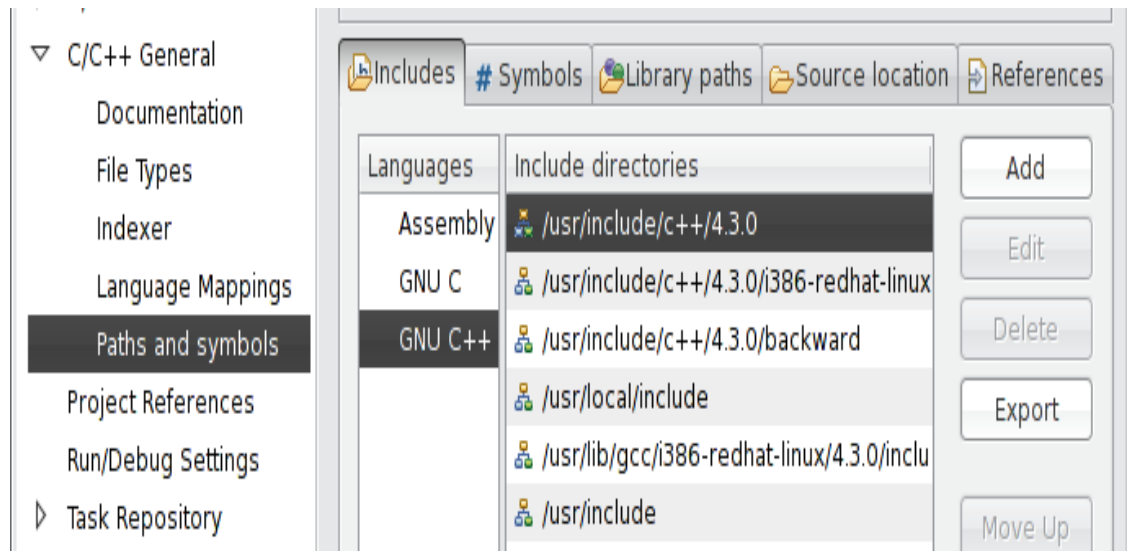 C/C++ General
Documentation
File Types
Indexer
Language Mappings
Paths and symbols
Project References
Run/Debug Settings
Task Repository
Includes # Symbols Library paths Source location References
Languages
Assembly
GNU C
GNU C++
Include directories
/usr/include/c++/4.3.0
/usr/include/c++/4.3.0/i386-redhat-linux
/usr/include/c++/4.3.0/backward
/usr/local/include
/usr/lib/gcc/i386-redhat-linux/4.3.0/inclu
/usr/include
Add
Edit
Delete
Export
Move Up